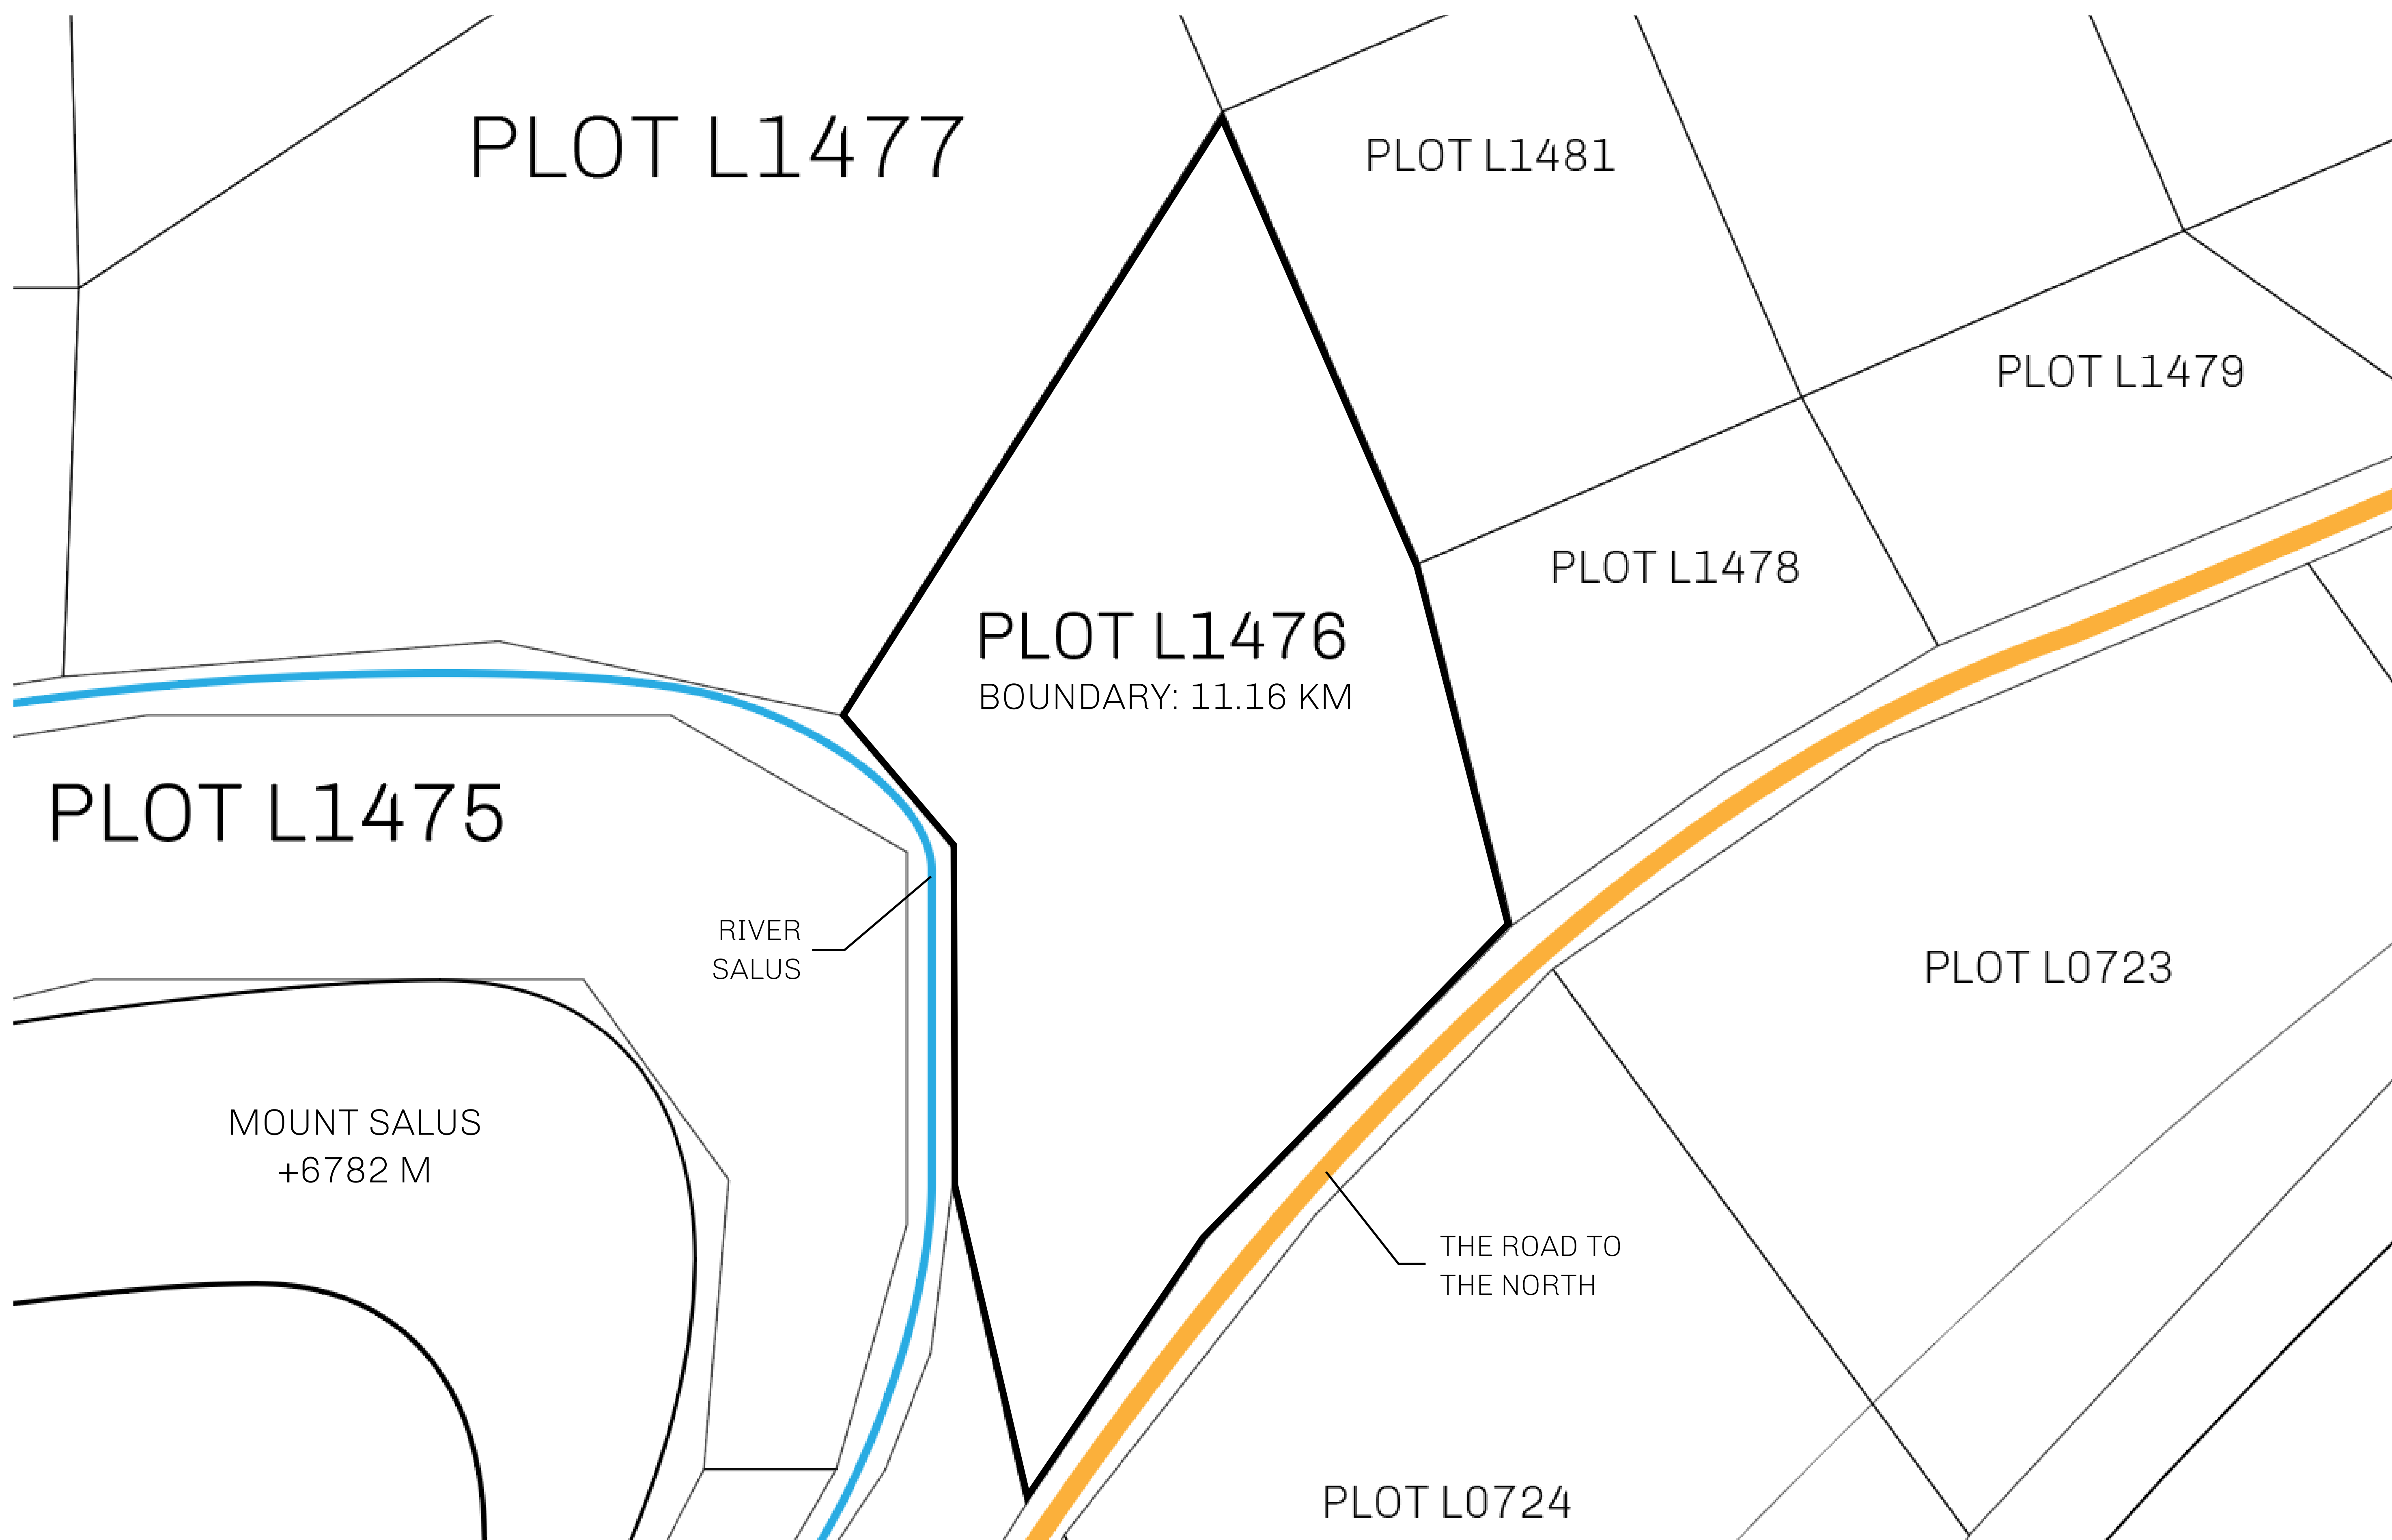 PLOT L1477
PLOT L1481
PLOT L1479
PLOT L1478
PLOT L1476
BOUNDARY: 11.16 KM
PLOT L1475
RIVER
SALUS
PLOT L0723
MOUNT SALUS
+6782 M
THE ROAD TO
THE NORTH
PLOT L0724